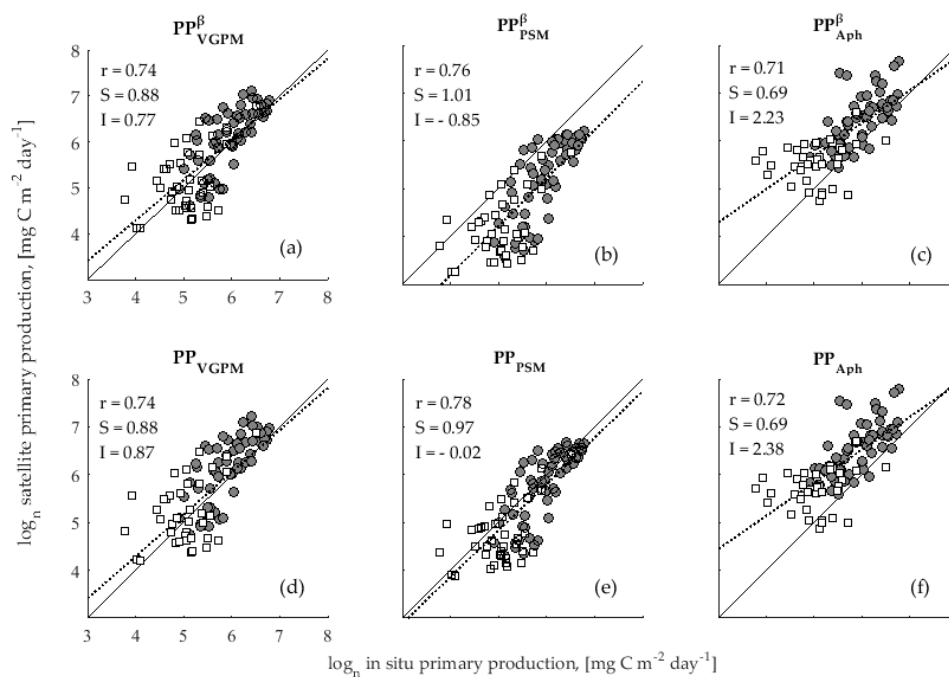 PP^β_VGPM
PP^β_PSM
PP^β_Aph
8
7
6
5
4
r = 0.74
S = 0.88
I = 0.77
(a)
3 4 5 6 7 8
r = 0.76
S = 1.01
I = - 0.85
(b)
r = 0.71
S = 0.69
I = 2.23
(c)
log_n satellite primary production, [mg C m^-2 day^-1]
PP_VGPM
PP_PSM
PP_Aph
8
7
6
5
4
r = 0.74
S = 0.88
I = 0.87
(d)
3 4 5 6 7 8
r = 0.78
S = 0.97
I = - 0.02
(e)
r = 0.72
S = 0.69
I = 2.38
(f)
log_n in situ primary production, [mg C m^-2 day^-1]